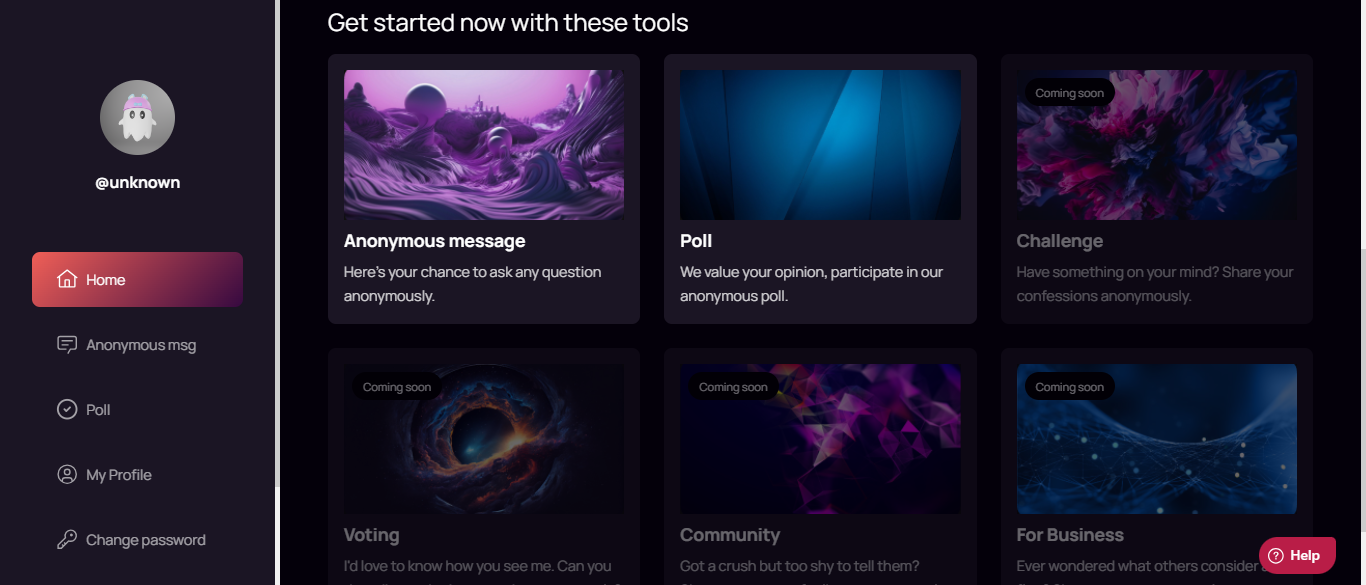 Get started now with these tools
@unknown
Home
Anonymous msg
Poll
My Profile
Change password
Anonymous message
Here's your chance to ask any question
anonymously.
Poll
We value your opinion, participate in our
anonymous poll.
Coming soon
Challenge
Have something on your mind? Share your
confessions anonymously.
Coming soon
Voting
I'd love to know how you see me. Can you
Coming soon
Community
Got a crush but too shy to tell them?
Coming soon
For Business
Ever wondered what others consider
Help